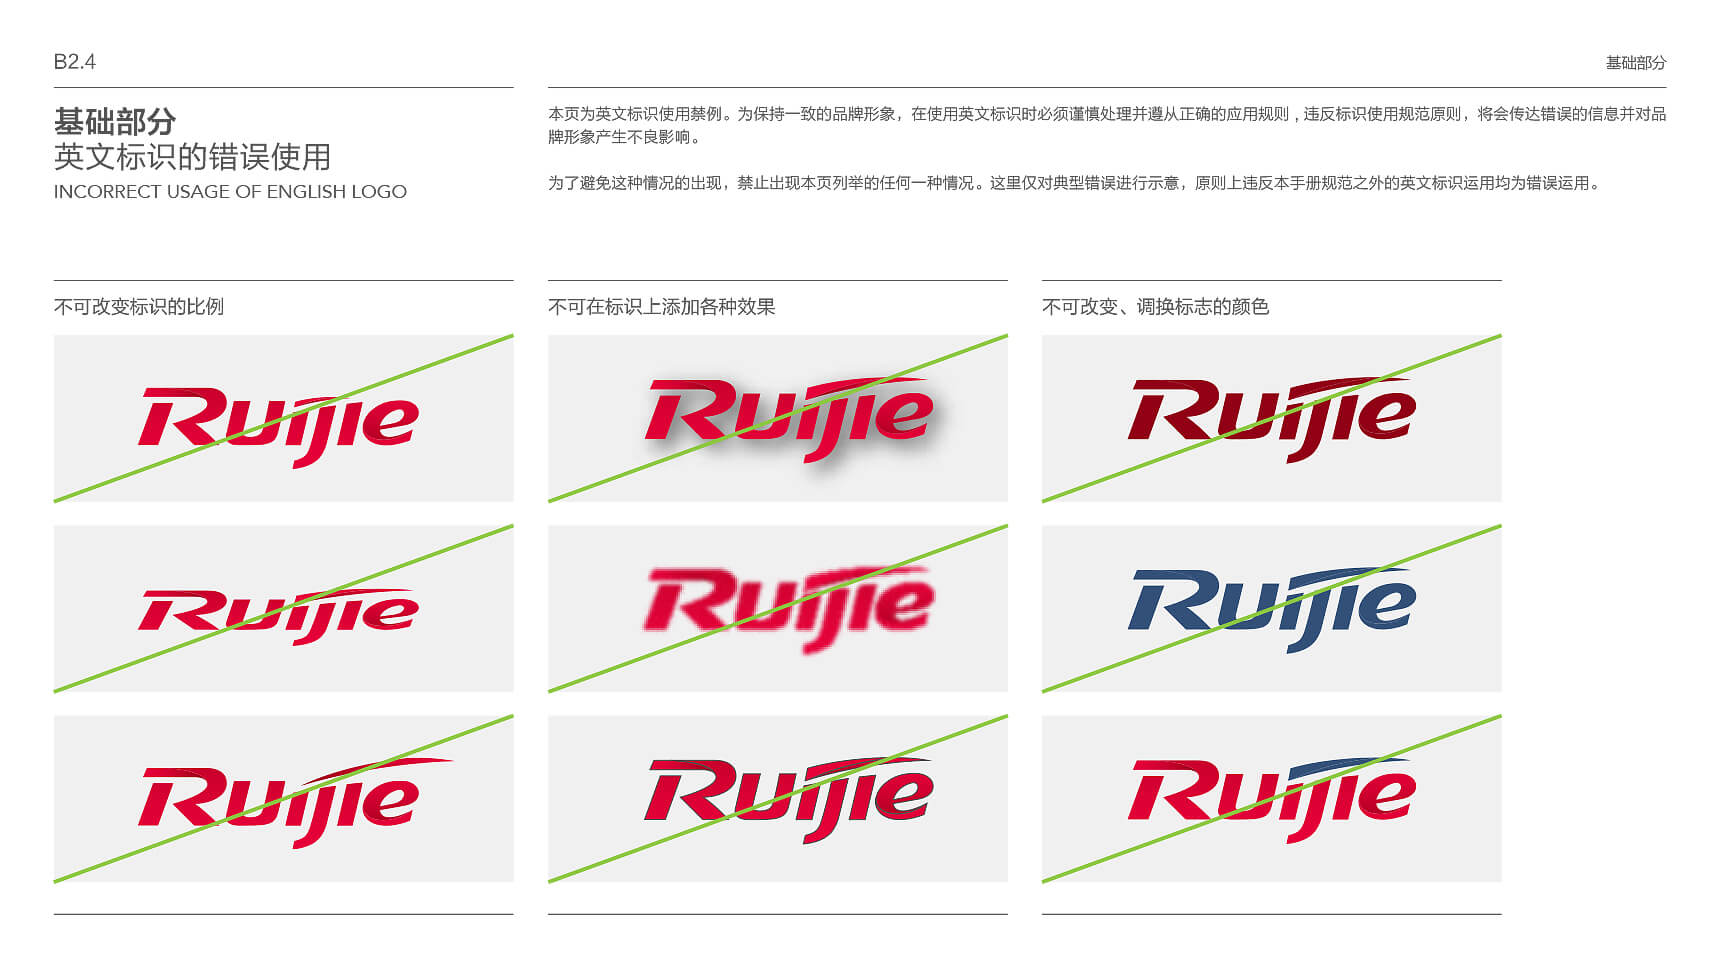 B2.4
基础部分
基础部分
英文标识的错误使用
INCORRECT USAGE OF ENGLISH LOGO
本页为英文标识使用禁例。为保持一致的品牌形象，在使用英文标识时必须谨慎处理并遵从正确的应用规则，违反标识使用规范原则，将会传达错误的信息并对品
牌形象产生不良影响。
为了避免这种情况的出现，禁止出现本页列举的任何一种情况。这里仅对典型错误进行示意，原则上违反本手册规范之外的英文标识运用均为错误运用。
不可改变标识的比例
Ruijie
Ruijie
Ruijie
不可在标识上添加各种效果
Ruijie
Ruijie
Ruijie
不可改变、调换标志的颜色
Ruijie
Ruijie
Ruijie